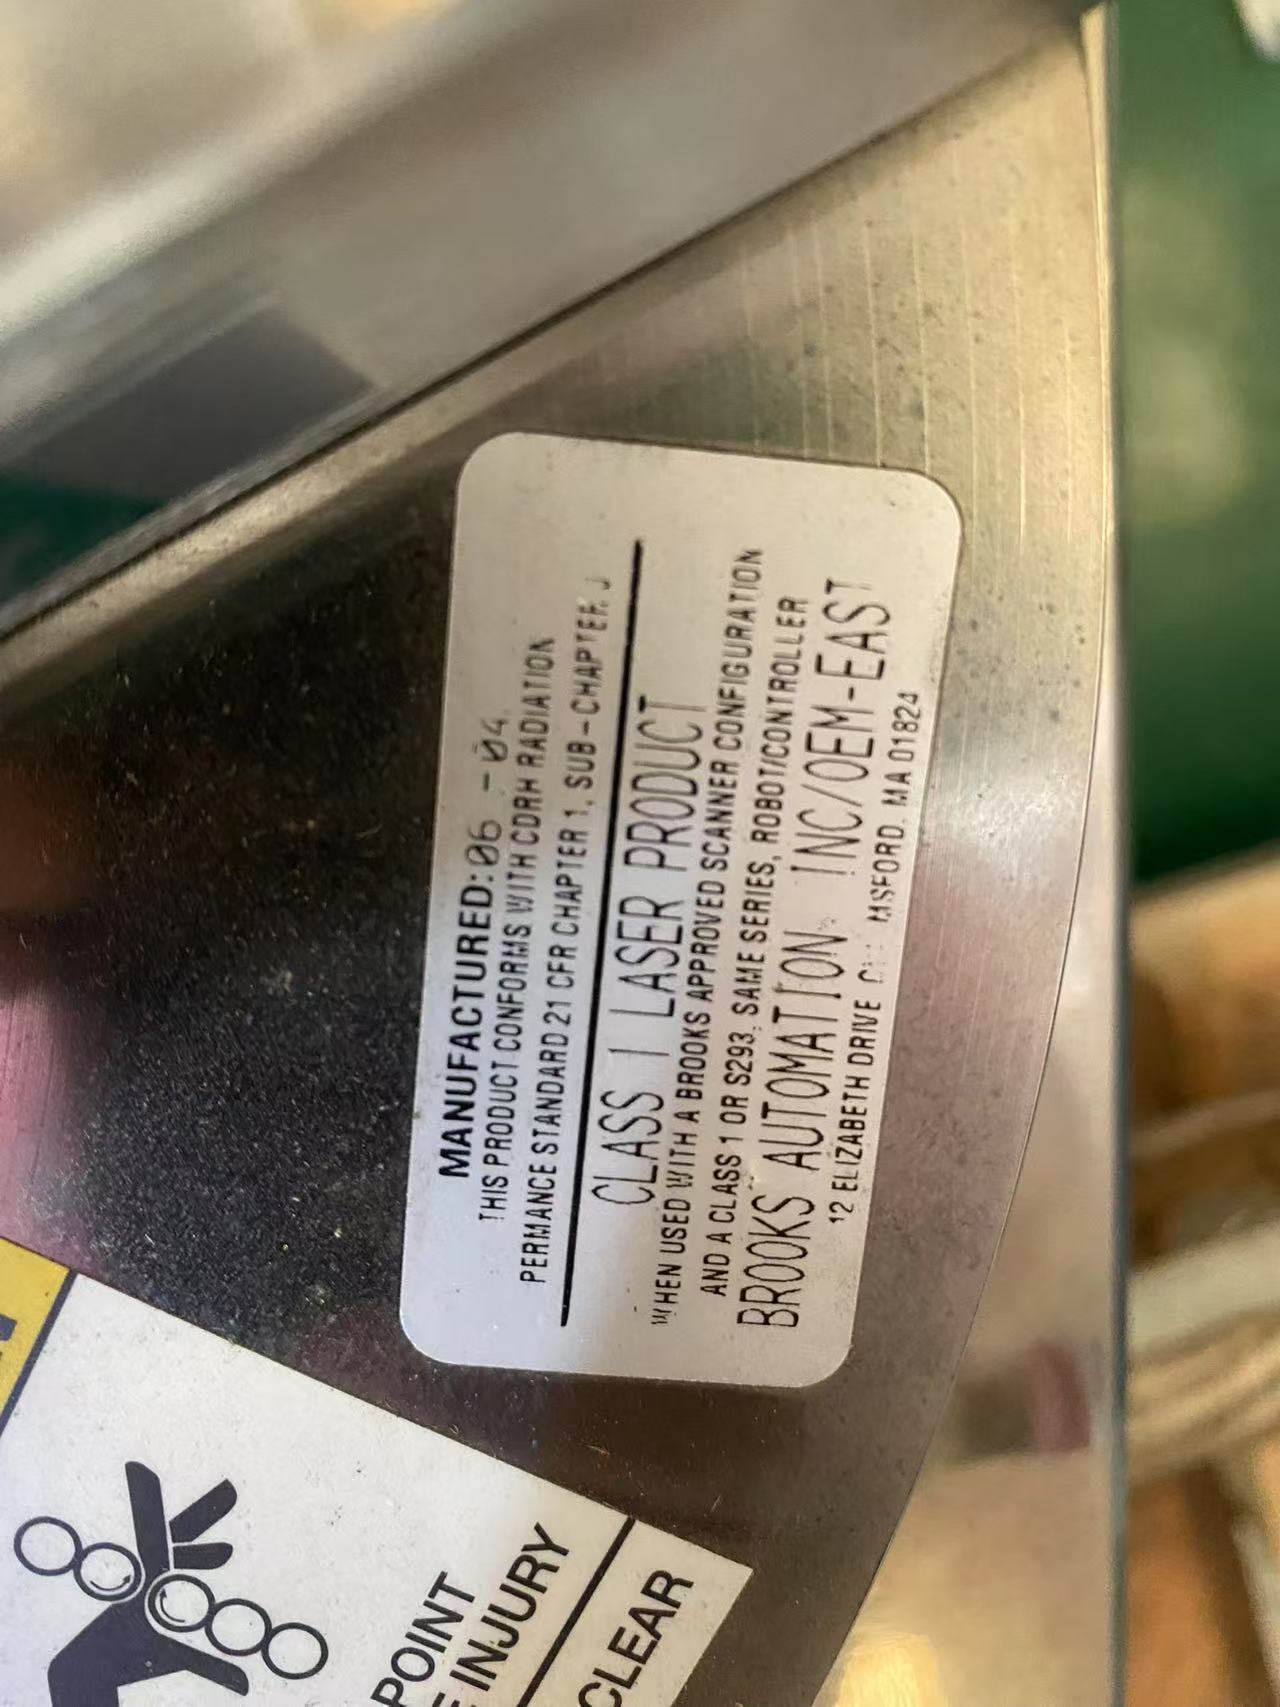 MANUFACTURED:06-04
THIS PRODUCT CONFORMS WITH CDRH RADIATION
PERMANCE STANDARD 21 CFR CHAPTER 1, SUB-CHAPTER J
CLASS 1 LASER PRODUCT
WHEN USED WITH A BROOKS APPROVED SCANNER CONFIGURATION
AND A CLASS 1 OR S293, SAME SERIES, ROBOT/CONTROLLER
BROOKS AUTOMATION INC/OEM-EAST
12 ELIZABETH DRIVE MSFORD, MA 01824
POINT
INJURY
CLEAR